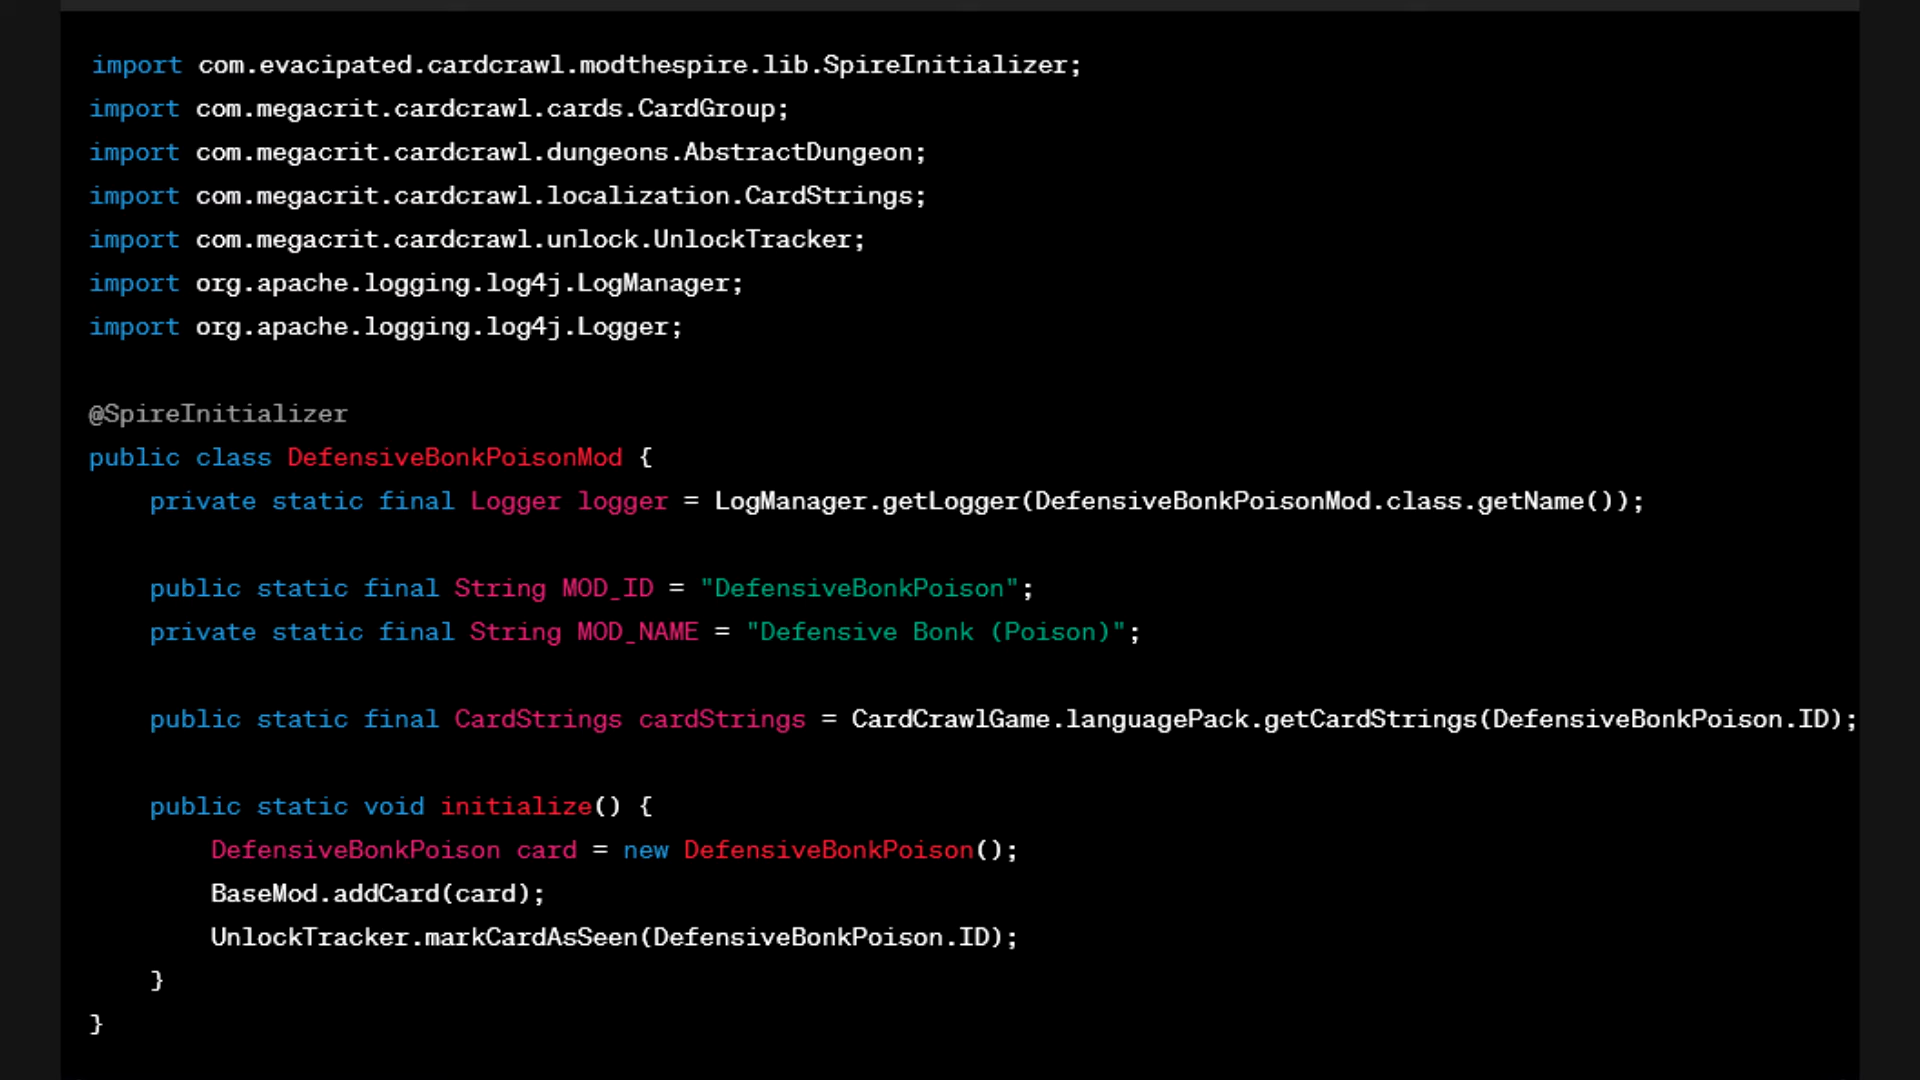 import com.evacipated.cardcrawl.modthespire.lib.SpireInitializer;
import com.megacrit.cardcrawl.cards.CardGroup;
import com.megacrit.cardcrawl.dungeons.AbstractDungeon;
import com.megacrit.cardcrawl.localization.CardStrings;
import com.megacrit.cardcrawl.unlock.UnlockTracker;
import org.apache.logging.log4j.LogManager;
import org.apache.logging.log4j.Logger;

@SpireInitializer
public class DefensiveBonkPoisonMod {
    private static final Logger logger = LogManager.getLogger(DefensiveBonkPoisonMod.class.getName());

    public static final String MOD_ID = "DefensiveBonkPoison";
    private static final String MOD_NAME = "Defensive Bonk (Poison)";

    public static final CardStrings cardStrings = CardCrawlGame.languagePack.getCardStrings(DefensiveBonkPoison.ID);

    public static void initialize() {
        DefensiveBonkPoison card = new DefensiveBonkPoison();
        BaseMod.addCard(card);
        UnlockTracker.markCardAsSeen(DefensiveBonkPoison.ID);
    }
}